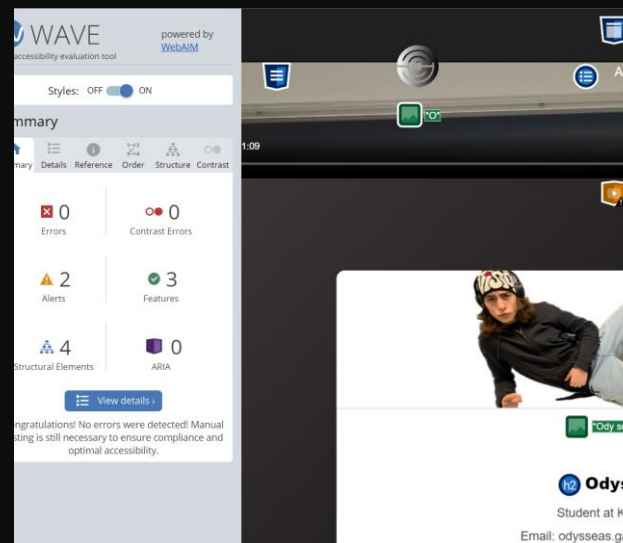 WAVE
powered by
WebAIM
accessibility evaluation tool
Styles: OFF ON
mmary
mary Details Reference Order Structure Contrast
0
Errors
0
Contrast Errors
2
Alerts
3
Features
4
Structural Elements
0
ARIA
View details ›
ngratulations! No errors were detected! Manual
sting is still necessary to ensure compliance and
optimal accessibility.
A
"O"
1:09
"Ody s
h2 Odys
Student at K
Email: odysseas.ga